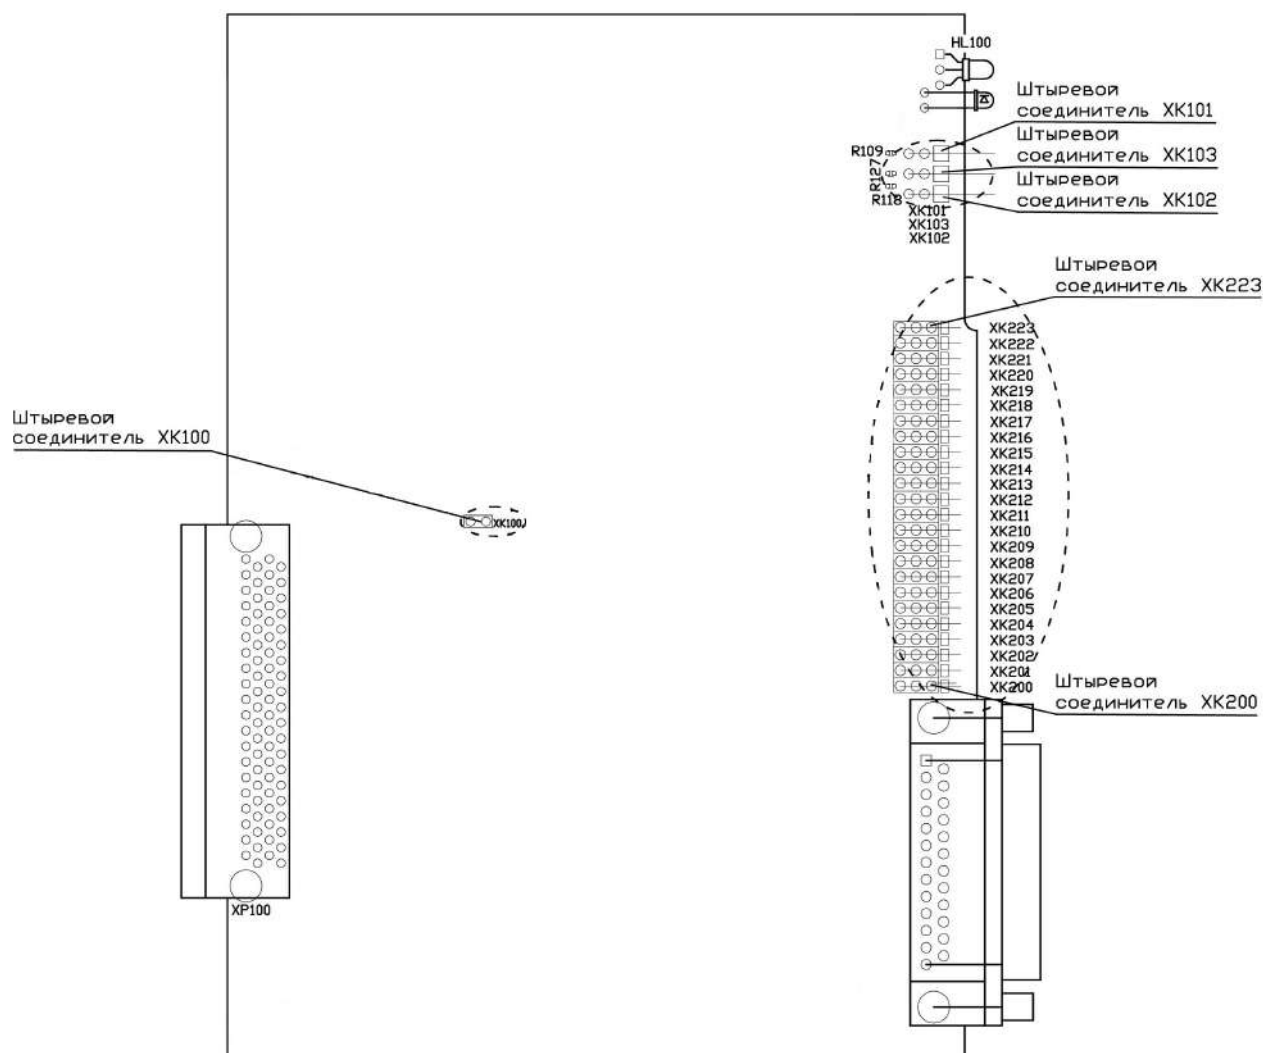 HL100
Штыревой
соединитель XK101
Штыревой
соединитель XK103
Штыревой
соединитель XK102
R109
R127
R118
XK101
XK103
XK102
Штыревой
соединитель XK223
XK223
XK222
XK221
XK220
XK219
XK218
XK217
XK216
XK215
XK214
XK213
XK212
XK211
XK210
XK209
XK208
XK207
XK206
XK205
XK204
XK203
XK202
XK201
XK200
Штыревой
соединитель XK100
XK100
Штыревой
соединитель XK200
XP100